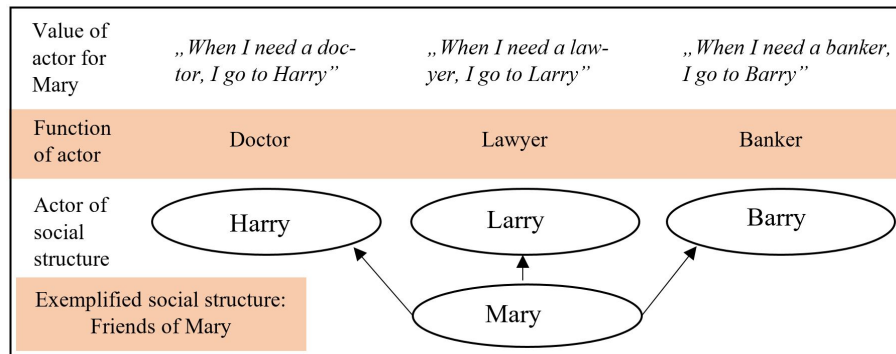 Value of
actor for
Mary
„When I need a doc-
tor, I go to Harry”
„When I need a law-
yer, I go to Larry”
„When I need a banker,
I go to Barry”
Function
of actor
Doctor
Lawyer
Banker
Actor of
social
structure
Harry
Larry
Barry
Exemplified social structure:
Friends of Mary
Mary